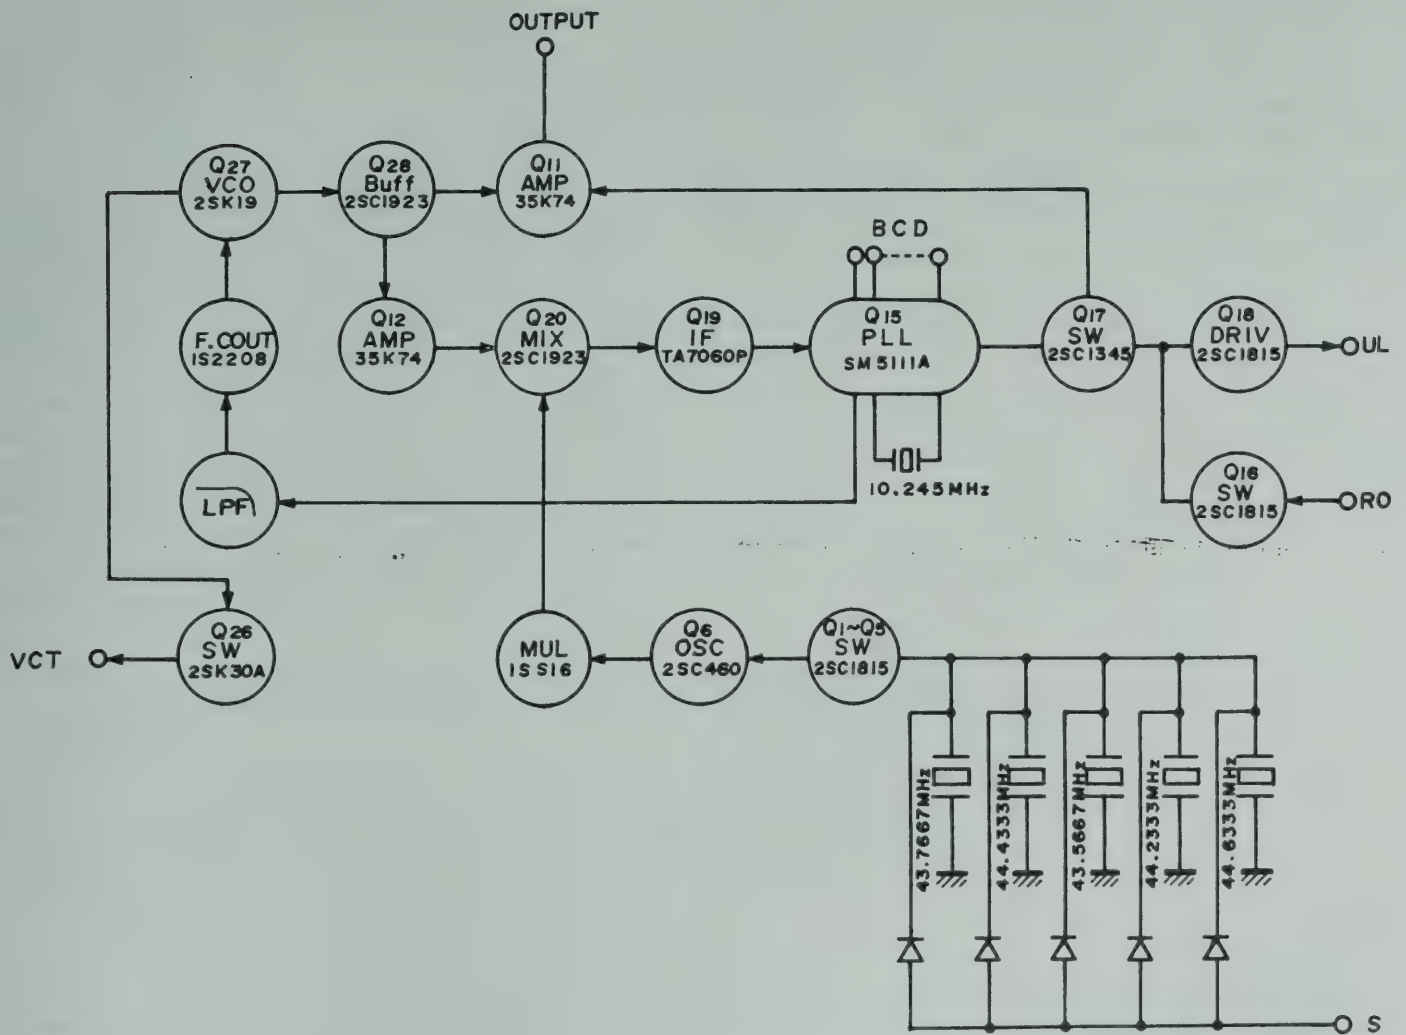 OUTPUT
Q27
VCO
2SK19
Q28
Buff
2SC1923
Q11
AMP
35K74
BCD
F.COUT
1S2208
Q12
AMP
35K74
Q20
MIX
2SC1923
Q19
IF
TA7060P
Q15
PLL
SM5111A
Q17
SW
2SC1345
Q18
DRIV
2SC1815
UL
10.245MHz
LPF
Q16
SW
2SC1815
RO
VCT
Q26
SW
2SK30A
MUL
1SS16
Q6
OSC
2SC460
Q1~Q5
SW
2SC1815
43.7667MHz
44.4333MHz
43.5667MHz
44.2333MHz
44.6333MHz
S